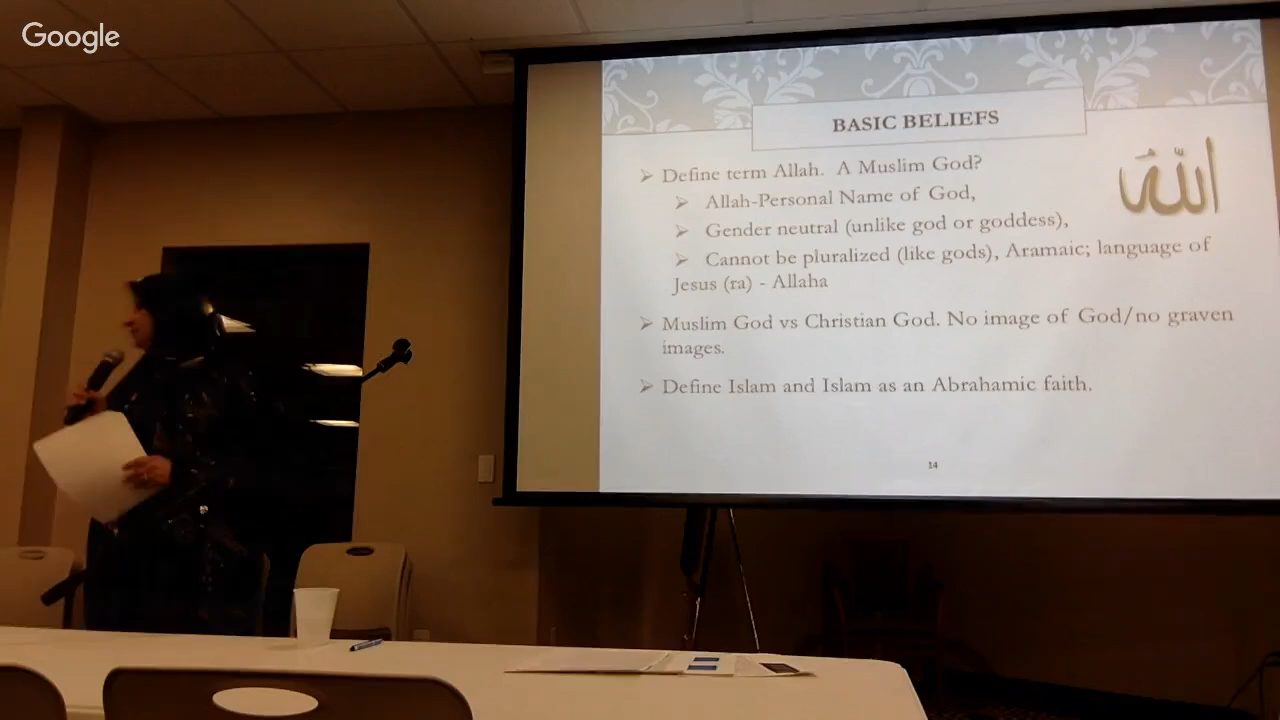 Google
BASIC BELIEFS
Define term Allah. A Muslim God?
Allah-Personal Name of God,
Gender neutral (unlike god or goddess),
Cannot be pluralized (like gods), Aramaic; language of
Jesus (ra) - Allaha
Muslim God vs Christian God. No image of God/no graven
images.
Define Islam and Islam as an Abrahamic faith.
الله
14